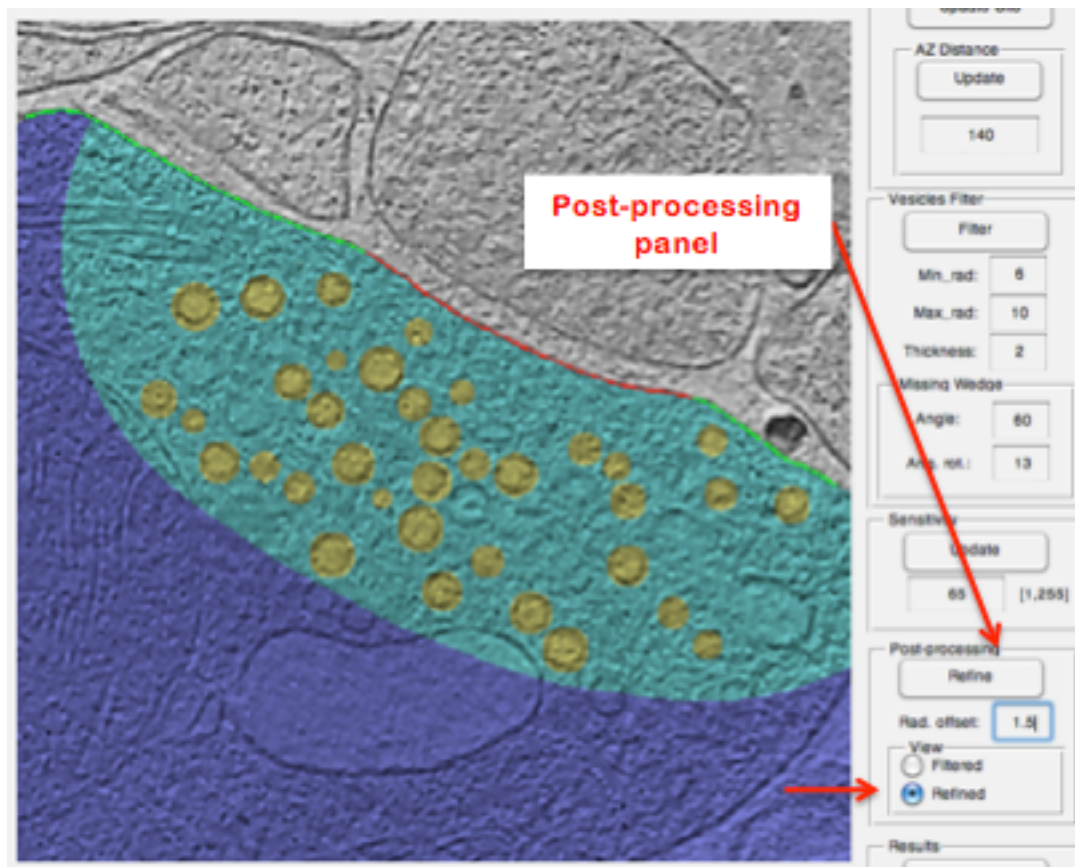 AZ Distance
Update
140
Post-processing
panel
Vesicles Filter
Filter
Min_rad: 6
Max_rad: 10
Thickness: 2
Missing Wedge
Angle: 60
Ang. rot.: 13
Sensitivity
Update
65 [1,255]
Post-processing
Refine
Rad. offset: 1.5
View
Filtered
Refined
Results